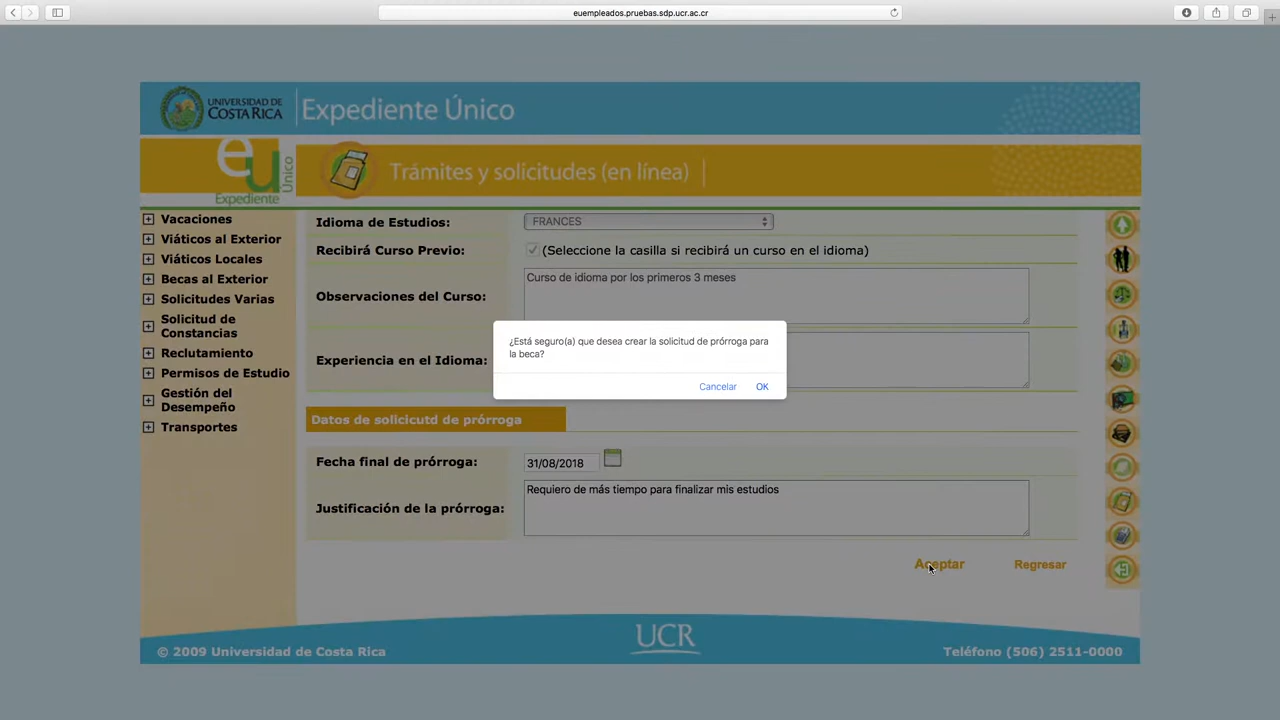 euempleados.pruebas.sdp.ucr.ac.cr
UNIVERSIDAD DE
COSTA RICA
Expediente Único
eu
Único
Expediente
Trámites y solicitudes (en línea)
Vacaciones
Viáticos al Exterior
Viáticos Locales
Becas al Exterior
Solicitudes Varias
Solicitud de
Constancias
Reclutamiento
Permisos de Estudio
Gestión del
Desempeño
Transportes
Idioma de Estudios:
FRANCES
Recibirá Curso Previo:
(Seleccione la casilla si recibirá un curso en el idioma)
Observaciones del Curso:
Curso de idioma por los primeros 3 meses
Experiencia en el Idioma:
¿Está seguro(a) que desea crear la solicitud de prórroga para
la beca?
Cancelar
OK
Datos de solicicutd de prórroga
Fecha final de prórroga:
31/08/2018
Justificación de la prórroga:
Requiero de más tiempo para finalizar mis estudios
Aceptar
Regresar
UCR
© 2009 Universidad de Costa Rica
Teléfono (506) 2511-0000